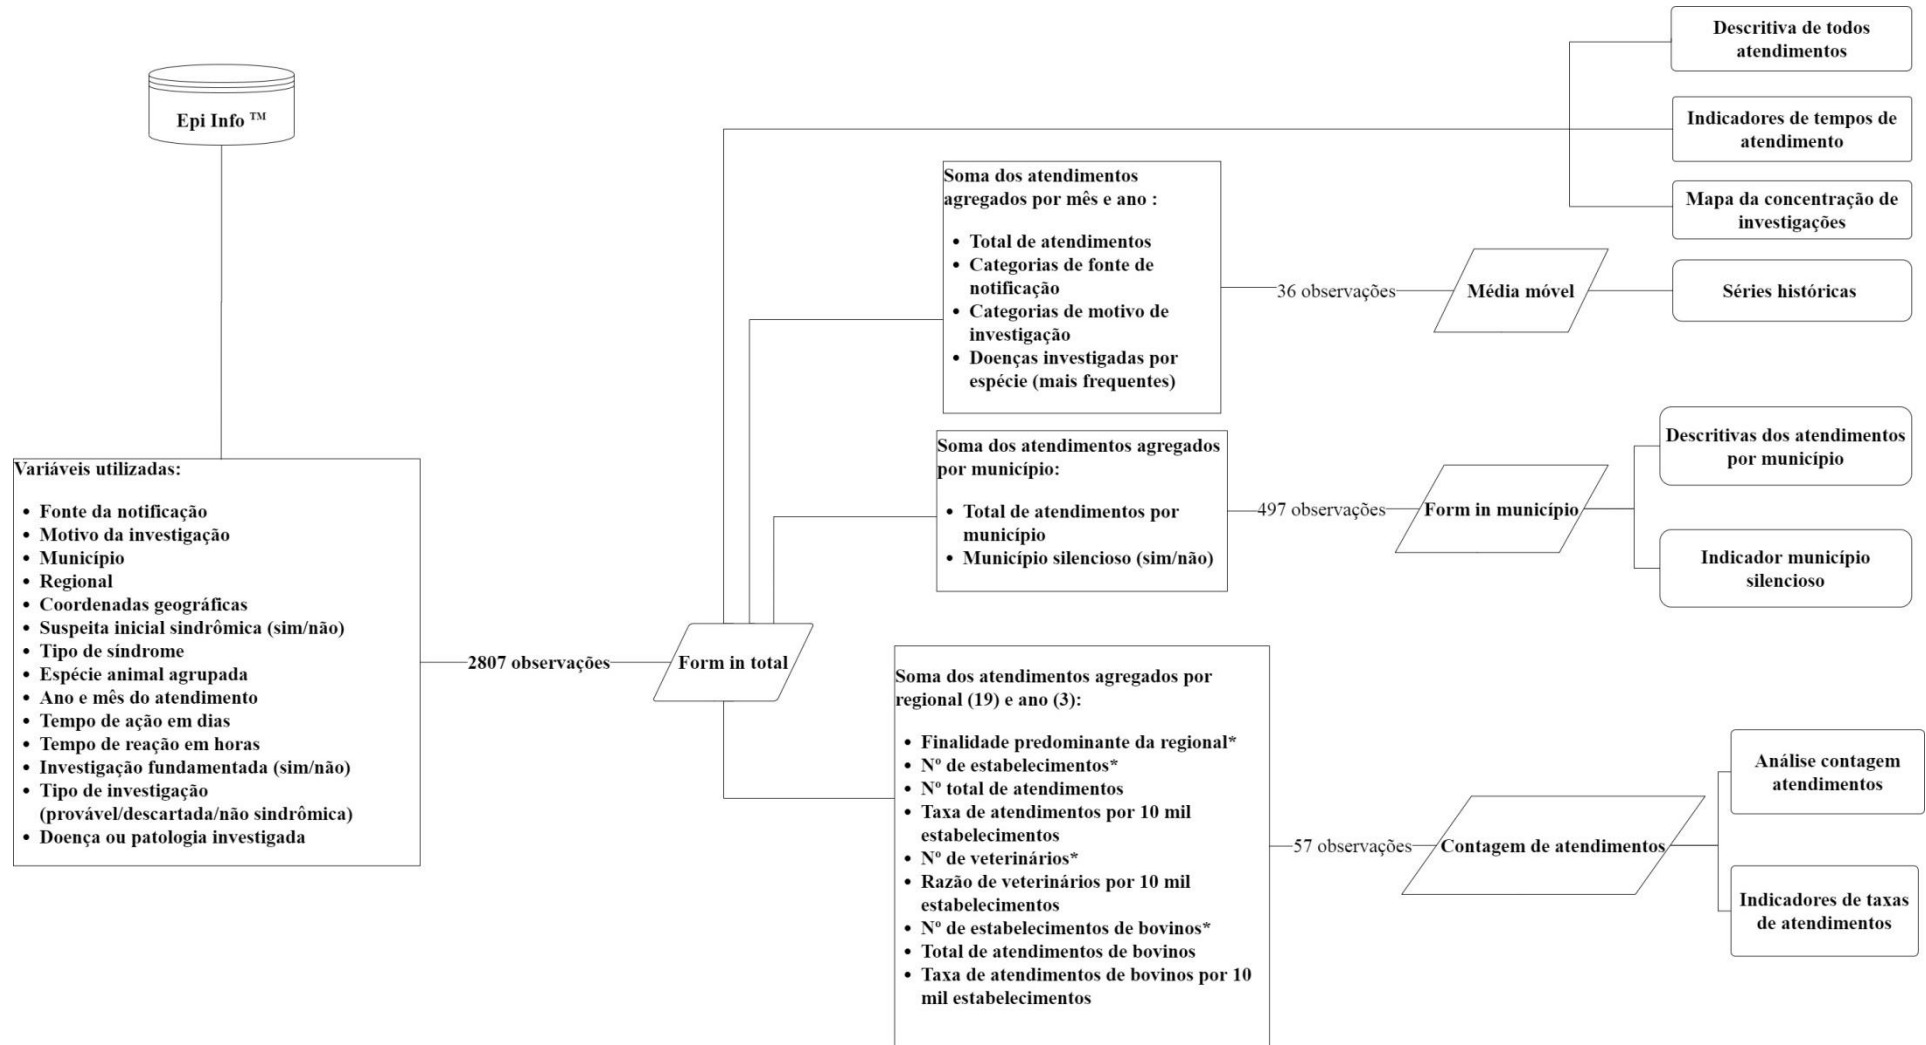 Epi Info ™
Variáveis utilizadas:
• Fonte da notificação
• Motivo da investigação
• Município
• Regional
• Coordenadas geográficas
• Suspeita inicial sindrômica (sim/não)
• Tipo de síndrome
• Espécie animal agrupada
• Ano e mês do atendimento
• Tempo de ação em dias
• Tempo de reação em horas
• Investigação fundamentada (sim/não)
• Tipo de investigação
(provável/descartada/não sindrômica)
• Doença ou patologia investigada
2807 observações
Form in total
Descritiva de todos
atendimentos
Indicadores de tempos de
atendimento
Mapa da concentração de
investigações
Soma dos atendimentos
agregados por mês e ano :
• Total de atendimentos
• Categorias de fonte de
notificação
• Categorias de motivo de
investigação
• Doenças investigadas por
espécie (mais frequentes)
36 observações
Média móvel
Séries históricas
Soma dos atendimentos agregados
por município:
• Total de atendimentos por
município
• Município silencioso (sim/não)
497 observações
Form in município
Descritivas dos atendimentos
por município
Indicador município
silencioso
Soma dos atendimentos agregados por
regional (19) e ano (3):
• Finalidade predominante da regional*
• Nº de estabelecimentos*
• Nº total de atendimentos
• Taxa de atendimentos por 10 mil
estabelecimentos
• Nº de veterinários*
• Razão de veterinários por 10 mil
estabelecimentos
• Nº de estabelecimentos de bovinos*
• Total de atendimentos de bovinos
• Taxa de atendimentos de bovinos por 10
mil estabelecimentos
57 observações
Contagem de atendimentos
Análise contagem
atendimentos
Indicadores de taxas
de atendimentos